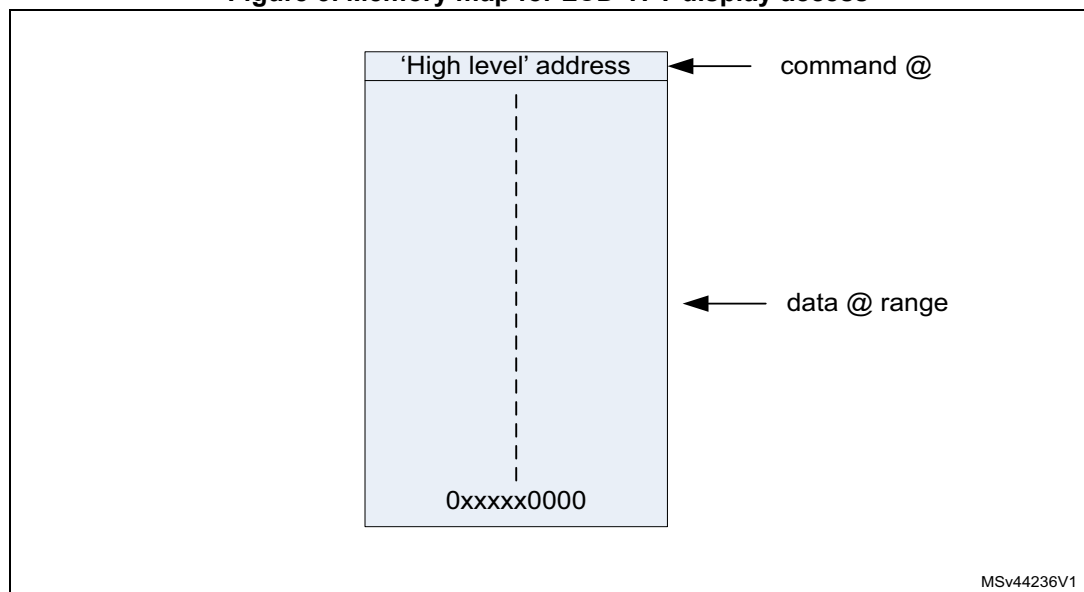 'High level' address
command @
data @ range
0xxxxx0000
MSv44236V1